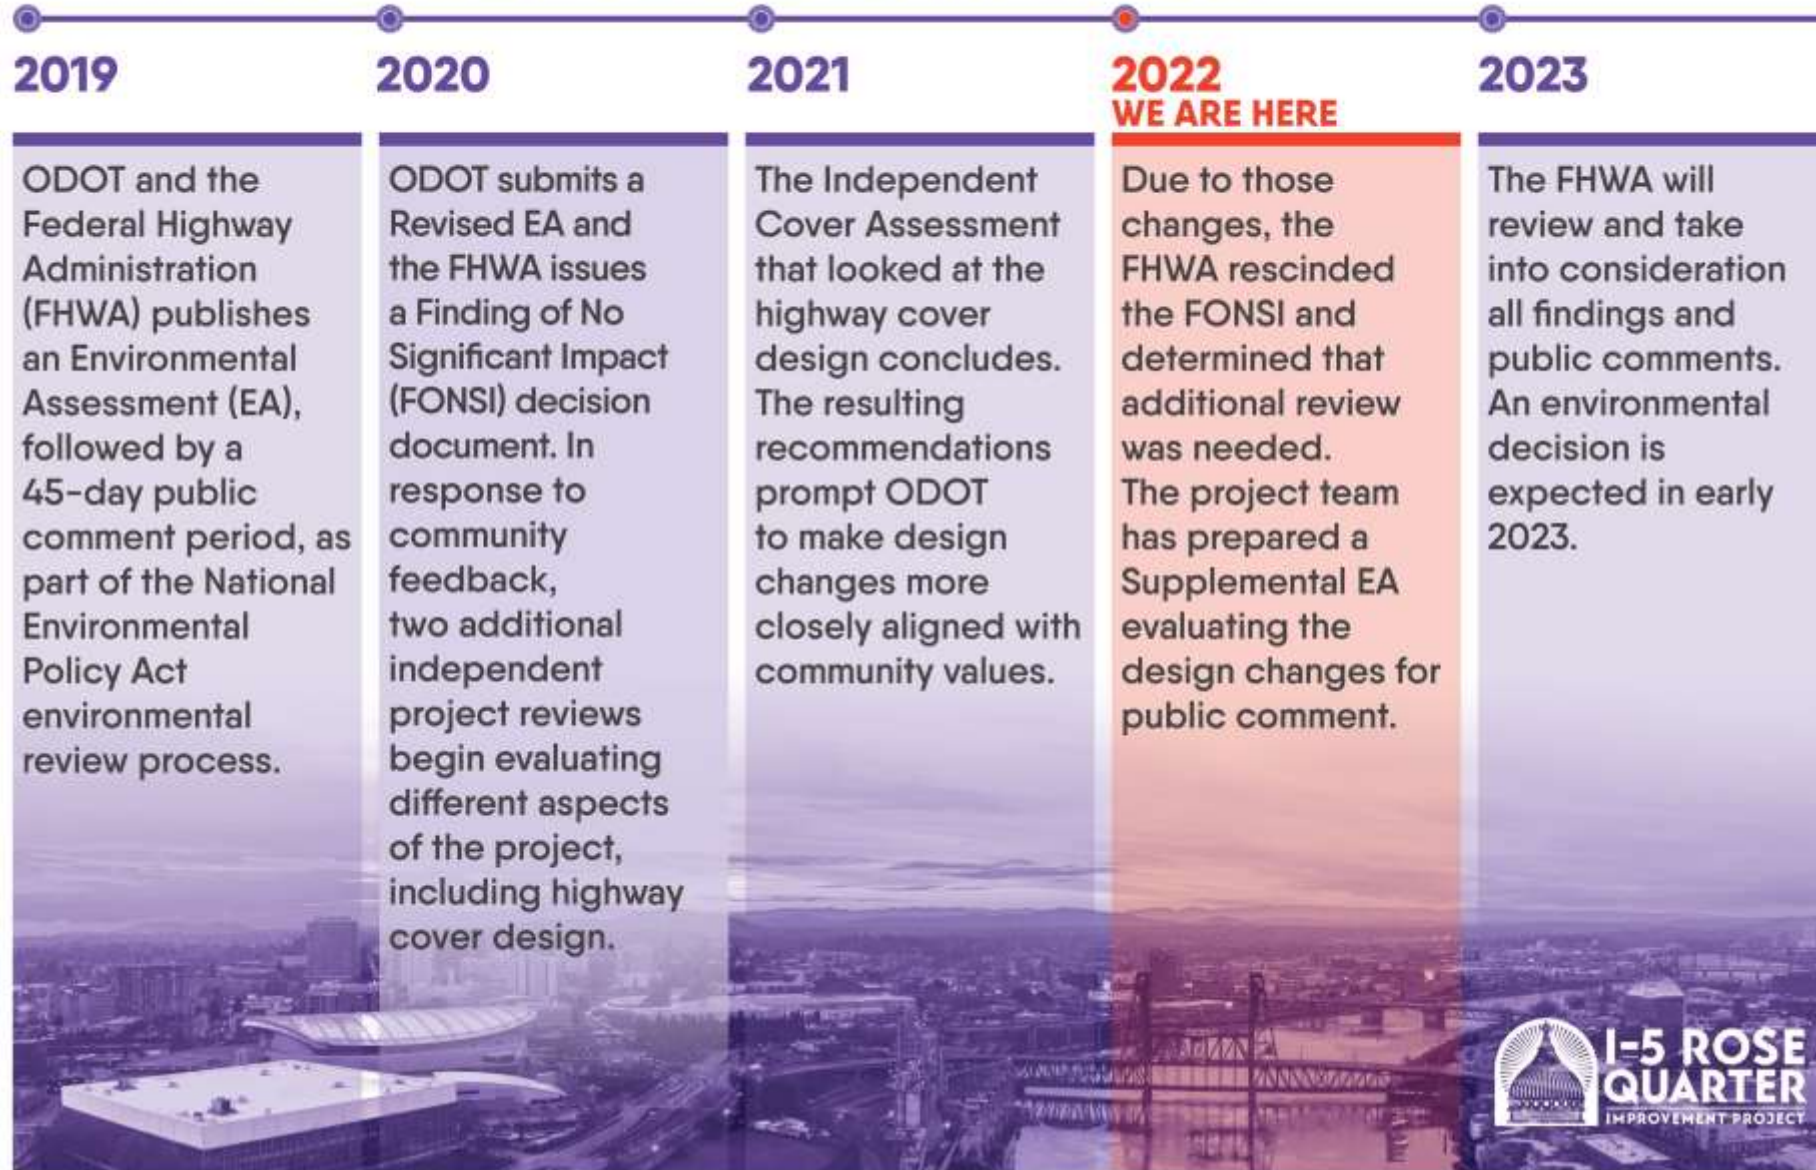 2019
ODOT and the
Federal Highway
Administration
(FHWA) publishes
an Environmental
Assessment (EA),
followed by a
45-day public
comment period, as
part of the National
Environmental
Policy Act
environmental
review process.
2020
ODOT submits a
Revised EA and
the FHWA issues
a Finding of No
Significant Impact
(FONSI) decision
document. In
response to
community
feedback,
two additional
independent
project reviews
begin evaluating
different aspects
of the project,
including highway
cover design.
2021
The Independent
Cover Assessment
that looked at the
highway cover
design concludes.
The resulting
recommendations
prompt ODOT
to make design
changes more
closely aligned with
community values.
2022
WE ARE HERE
Due to those
changes, the
FHWA rescinded
the FONSI and
determined that
additional review
was needed.
The project team
has prepared a
Supplemental EA
evaluating the
design changes for
public comment.
2023
The FHWA will
review and take
into consideration
all findings and
public comments.
An environmental
decision is
expected in early
2023.
I-5 ROSE
QUARTER
IMPROVEMENT PROJECT